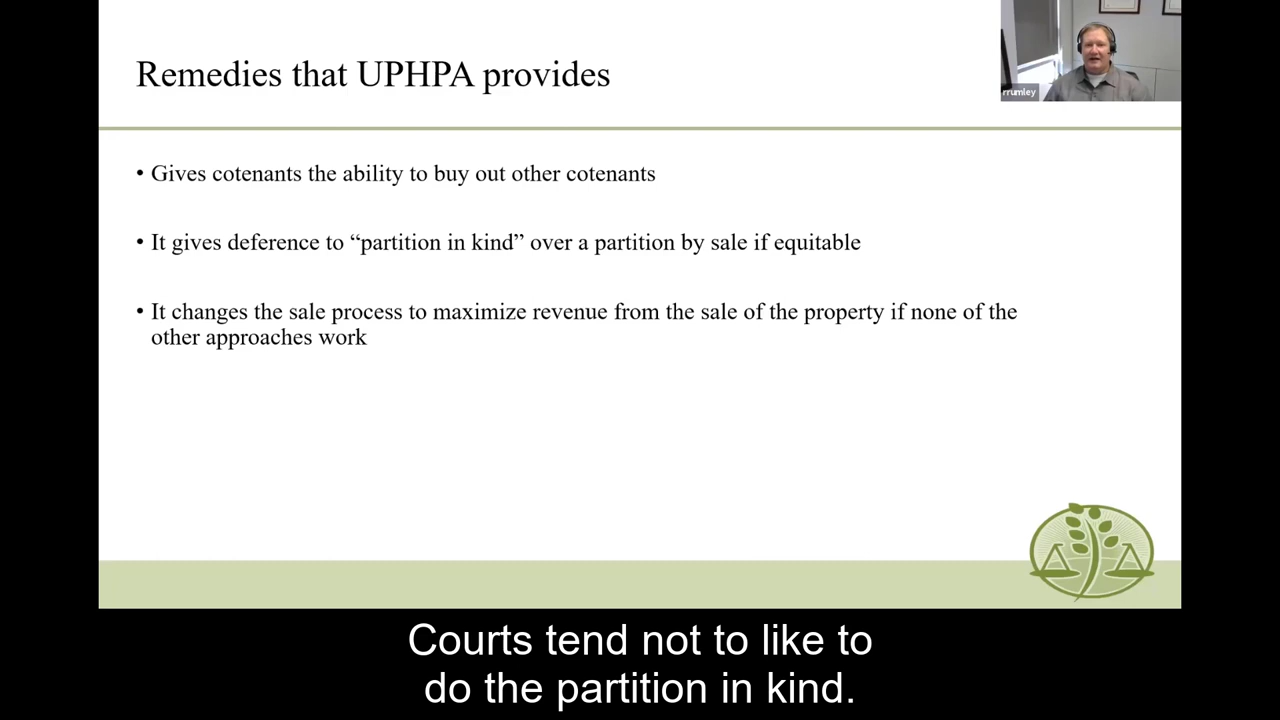 Remedies that UPHPA provides
rrumley
• Gives cotenants the ability to buy out other cotenants
• It gives deference to “partition in kind” over a partition by sale if equitable
• It changes the sale process to maximize revenue from the sale of the property if none of the
other approaches work
Courts tend not to like to
do the partition in kind.